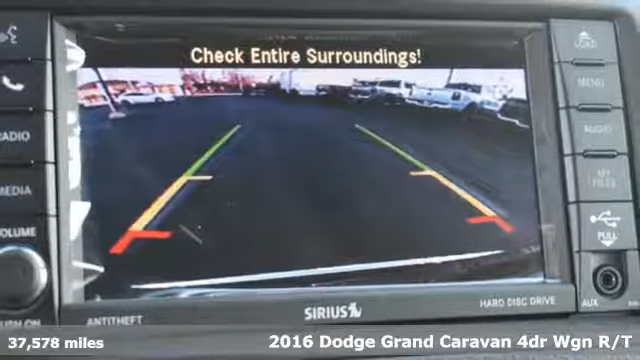 Check Entire Surroundings!
RADIO
MEDIA
VOLUME
LOAD
MENU
AUDIO
MY
FILES
PULL
AUX
ANTITHEFT
SIRIUS
HARD DISC DRIVE
37,578 miles
2016 Dodge Grand Caravan 4dr Wgn R/T